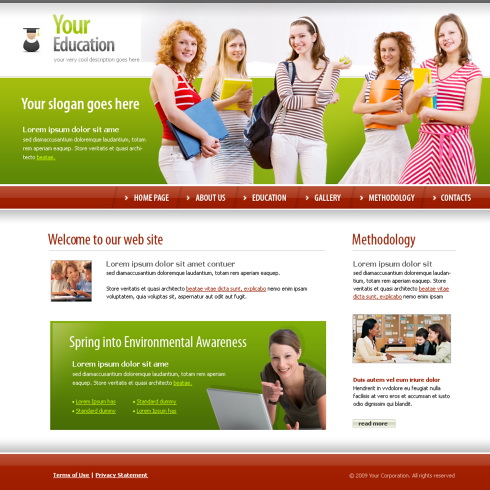 Your
Education
your very cool description goes here
Your slogan goes here
Lorem ipsum dolor sit ame
sed diamaccusantium doloremque laudantium, totam
rem aperiam eaquep. Store veritatis et quasi archi-
tecto beatae.
HOME PAGE
ABOUT US
EDUCATION
GALLERY
METHODOLOGY
CONTACTS
Welcome to our web site
Lorem ipsum dolor sit amet contuer
sed diamaccusantium doloremque laudantium, totam rem aperiam eaquep.
Store veritatis et quasi architecto beatae vitae dicta sunt, explicabo nemo enim ipsam
voluptatem, quia voluptas sit, aspernatur aut odit aut fugit.
Spring into Environmental Awareness
Lorem ipsum dolor sit ame
sed diamaccusantium doloremque laudantium, totam rem aperiam
eaquep. Store veritatis et quasi architecto beatae.
Lorem Ipsum has
Standard dummy
Standard dummy
Lorem Ipsum has
Methodology
Lorem ipsum dolor sit
sed diamaccusantium doloremque laudan-
tium, totam rem aperiam eaquep.
Store veritatis et quasi architecto beatae vitae
dicta sunt, explicabo nemo enim ipsam
Duis autem vel eum iriure dolor
Hendrerit in vvdolore eu feugiat nulla
facilisis at vero eros et accumsan et iusto
odio dignissim qui blandit.
read more
Terms of Use | Privacy Statement
© 2009 Your Corporation. All rights reserved